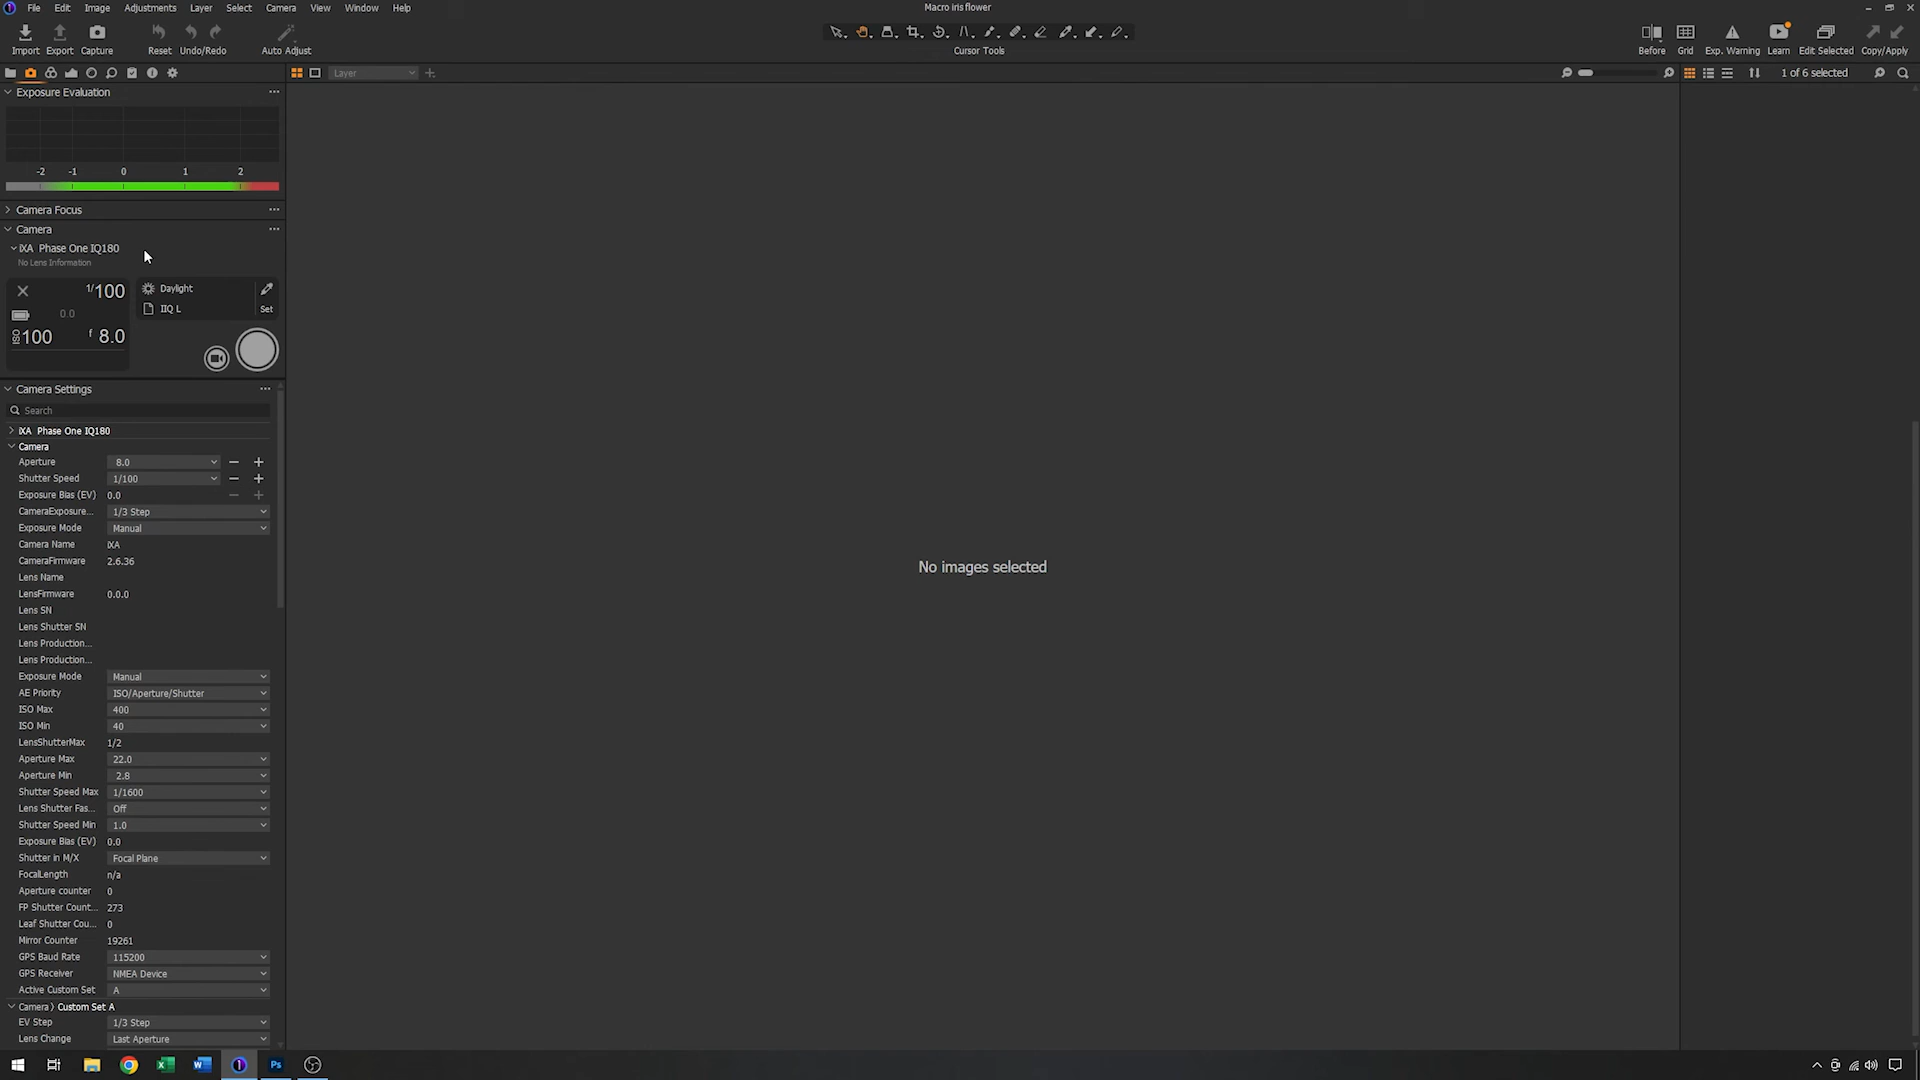 File Edit Image Adjustments Layer Select Camera View Window Help
Macro iris flower
Import Export Capture Reset Undo/Redo Auto Adjust
Cursor Tools
Before Grid Exp. Warning Learn Edit Selected Copy/Apply
Layer
1 of 6 selected
Exposure Evaluation
-2 -1 0 1 2
Camera Focus
Camera
iXA Phase One IQ180
No Lens Information
1/100
Daylight
0.0
IIQ L
Set
ISO 100
f 8.0
Camera Settings
Search
iXA Phase One IQ180
Camera
Aperture 8.0
Shutter Speed 1/100
Exposure Bias (EV) 0.0
CameraExposure... 1/3 Step
Exposure Mode Manual
Camera Name iXA
CameraFirmware 2.6.36
Lens Name
LensFirmware 0.0.0
Lens SN
Lens Shutter SN
Lens Production...
Lens Production...
Exposure Mode Manual
AE Priority ISO/Aperture/Shutter
ISO Max 400
ISO Min 40
LensShutterMax 1/2
Aperture Max 22.0
Aperture Min 2.8
Shutter Speed Max 1/1600
Lens Shutter Fas... Off
Shutter Speed Min 1.0
Exposure Bias (EV) 0.0
Shutter in M/X Focal Plane
FocalLength n/a
Aperture counter 0
FP Shutter Count... 273
Leaf Shutter Cou... 0
Mirror Counter 19261
GPS Baud Rate 115200
GPS Receiver NMEA Device
Active Custom Set A
Camera 〉 Custom Set A
EV Step 1/3 Step
Lens Change Last Aperture
No images selected